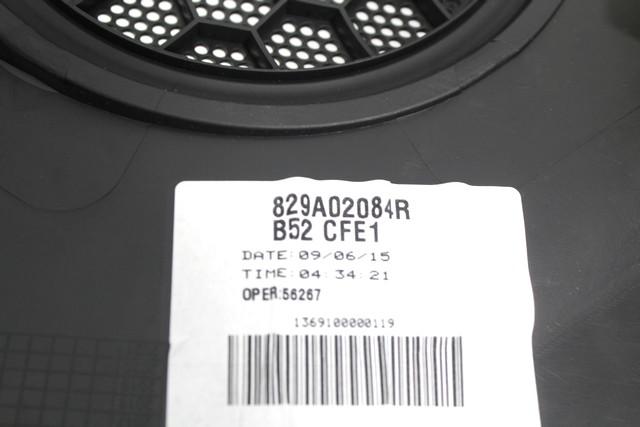 829A02084R
B52 CFE1
DATE:09/06/15
TIME:04:34:21
OPER:56267
1369100000119